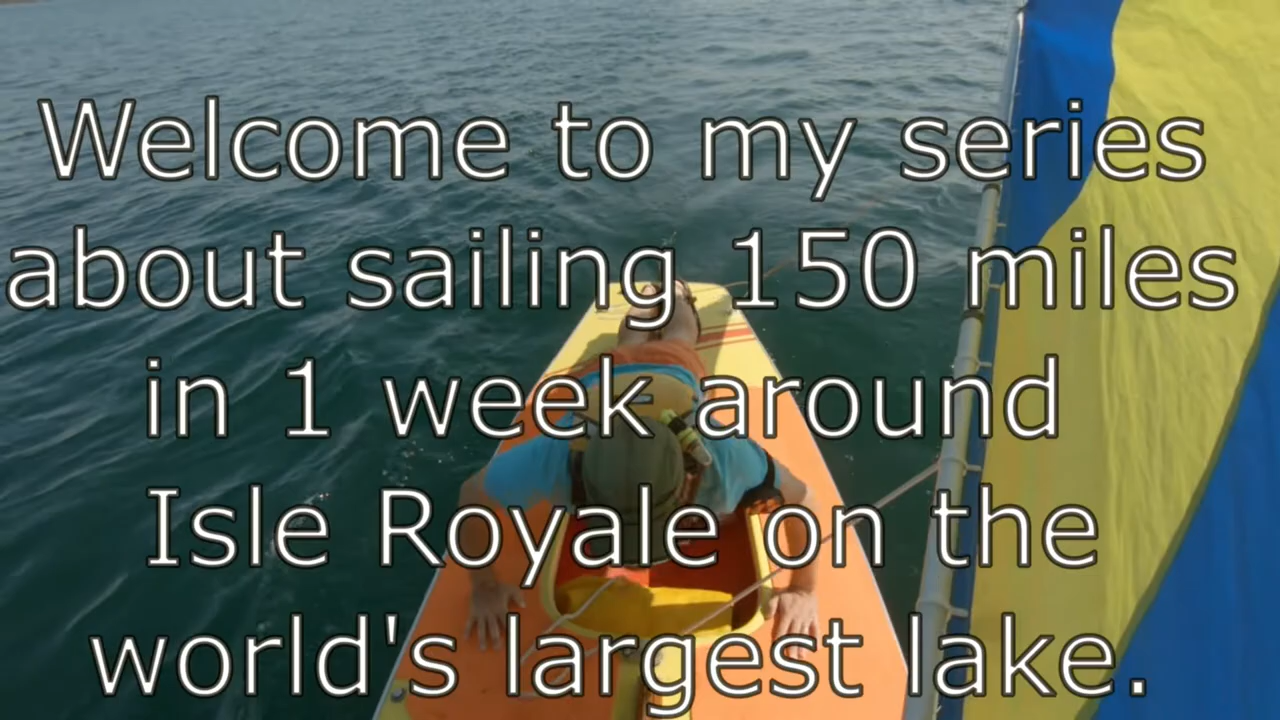 Welcome to my series
about sailing 150 miles
in 1 week around
Isle Royale on the
world's largest lake.